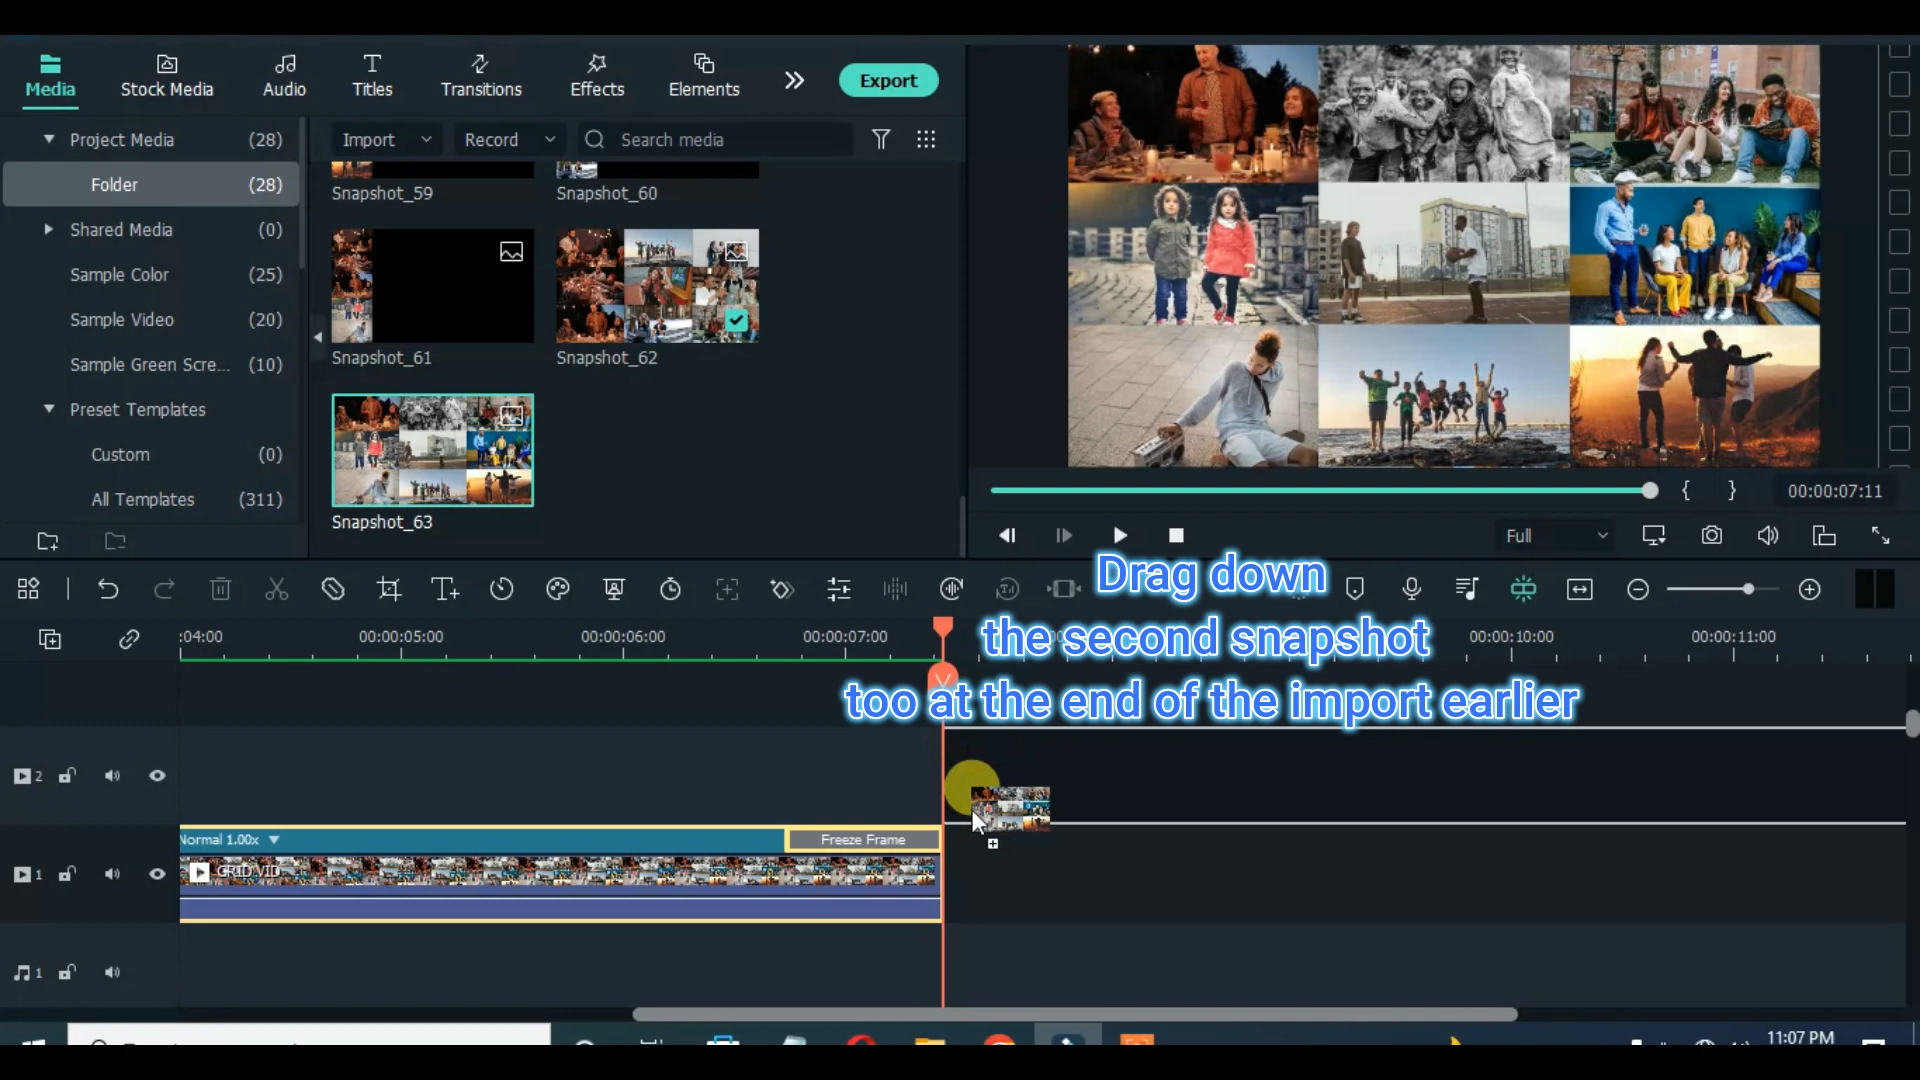 Media
Stock Media
Audio
Titles
Transitions
Effects
Elements
Export
Project Media (28)
Folder (28)
Shared Media (0)
Sample Color (25)
Sample Video (20)
Sample Green Scre... (10)
Preset Templates
Custom (0)
All Templates (311)
Import
Record
Search media
Snapshot_59
Snapshot_60
Snapshot_61
Snapshot_62
Snapshot_63
00:00:07:11
Full
Drag down
the second snapshot
too at the end of the import earlier
:04:00
00:00:05:00
00:00:06:00
00:00:07:00
00:00:10:00
00:00:11:00
2
Normal 1.00x
Freeze Frame
1
GRID VID
1
11:07 PM